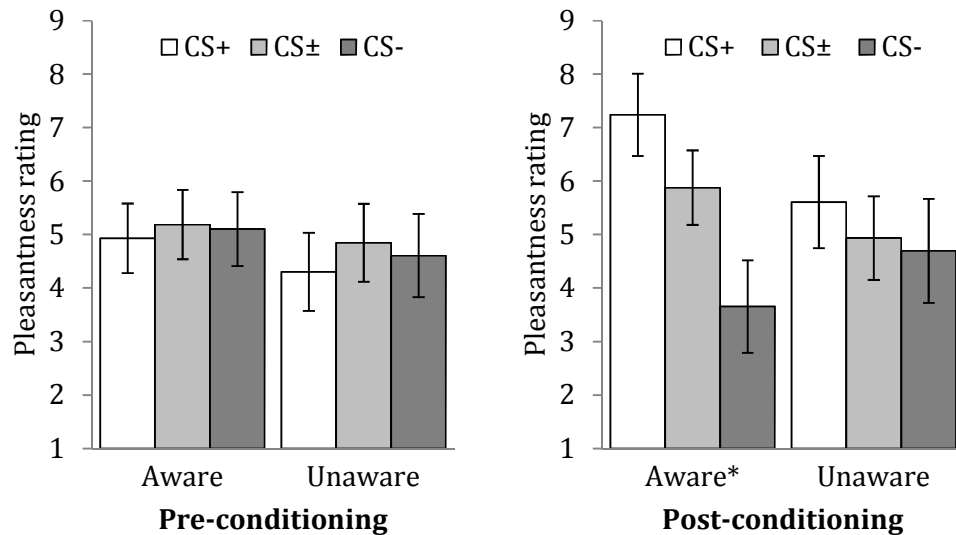 9
8
7
6
5
4
3
2
1
Pleasantness rating
CS+ CS± CS-
Aware Unaware
Pre-conditioning
9
8
7
6
5
4
3
2
1
Pleasantness rating
CS+ CS± CS-
Aware* Unaware
Post-conditioning